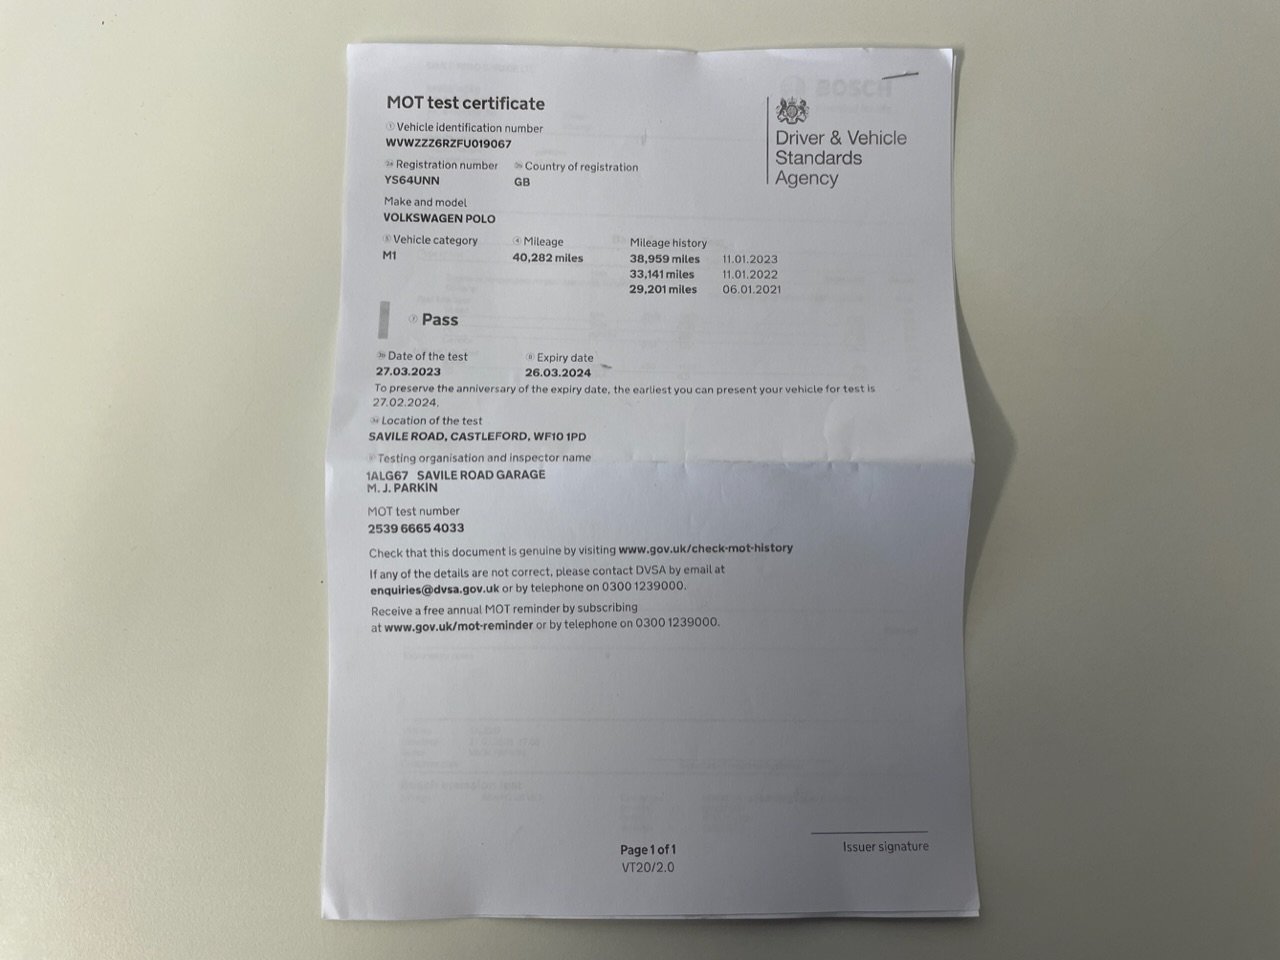 MOT test certificate
Vehicle identification number
WVWZZZ6RZFU019067
Registration number
Country of registration
YS64UNN
GB
Make and model
VOLKSWAGEN POLO
Vehicle category
Mileage
Mileage history
M1
40,282 miles
38,959 miles 11.01.2023
33,141 miles 11.01.2022
29,201 miles 06.01.2021
Pass
Date of the test
Expiry date
27.03.2023
26.03.2024
To preserve the anniversary of the expiry date, the earliest you can present your vehicle for test is
27.02.2024.
Location of the test
SAVILE ROAD, CASTLEFORD, WF10 1PD
Testing organisation and inspector name
1ALG67 SAVILE ROAD GARAGE
M. J. PARKIN
MOT test number
2539 6665 4033
Check that this document is genuine by visiting www.gov.uk/check-mot-history
If any of the details are not correct, please contact DVSA by email at
enquiries@dvsa.gov.uk or by telephone on 0300 1239000.
Receive a free annual MOT reminder by subscribing
at www.gov.uk/mot-reminder or by telephone on 0300 1239000.
BOSCH
Driver & Vehicle
Standards
Agency
Issuer signature
Page 1 of 1
VT20/2.0